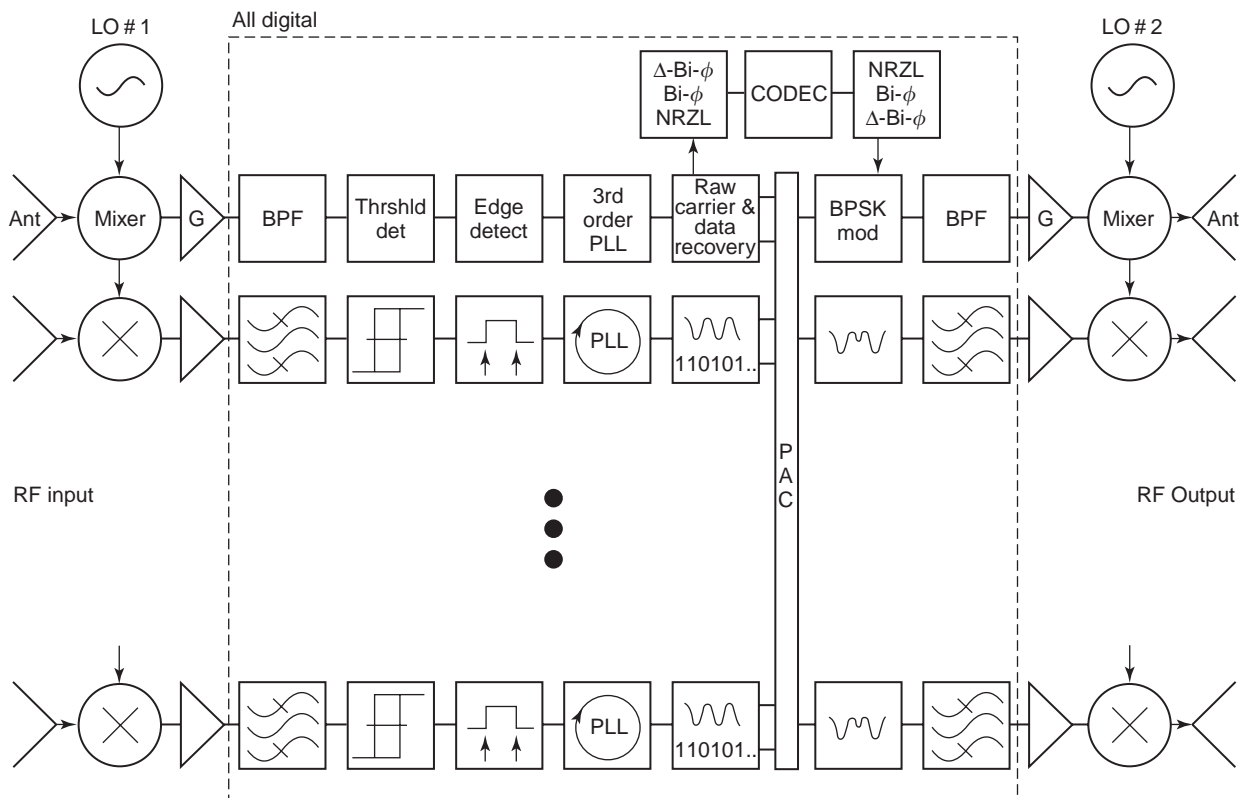 All digital
LO # 1
LO # 2
Δ-Bi-ϕ
Bi-ϕ
NRZL
CODEC
NRZL
Bi-ϕ
Δ-Bi-ϕ
Ant
Mixer
G
BPF
Thrshld
det
Edge
detect
3rd
order
PLL
Raw
carrier &
data
recovery
BPSK
mod
BPF
G
Mixer
Ant
PLL
110101..
P
A
C
RF input
RF Output
PLL
110101..